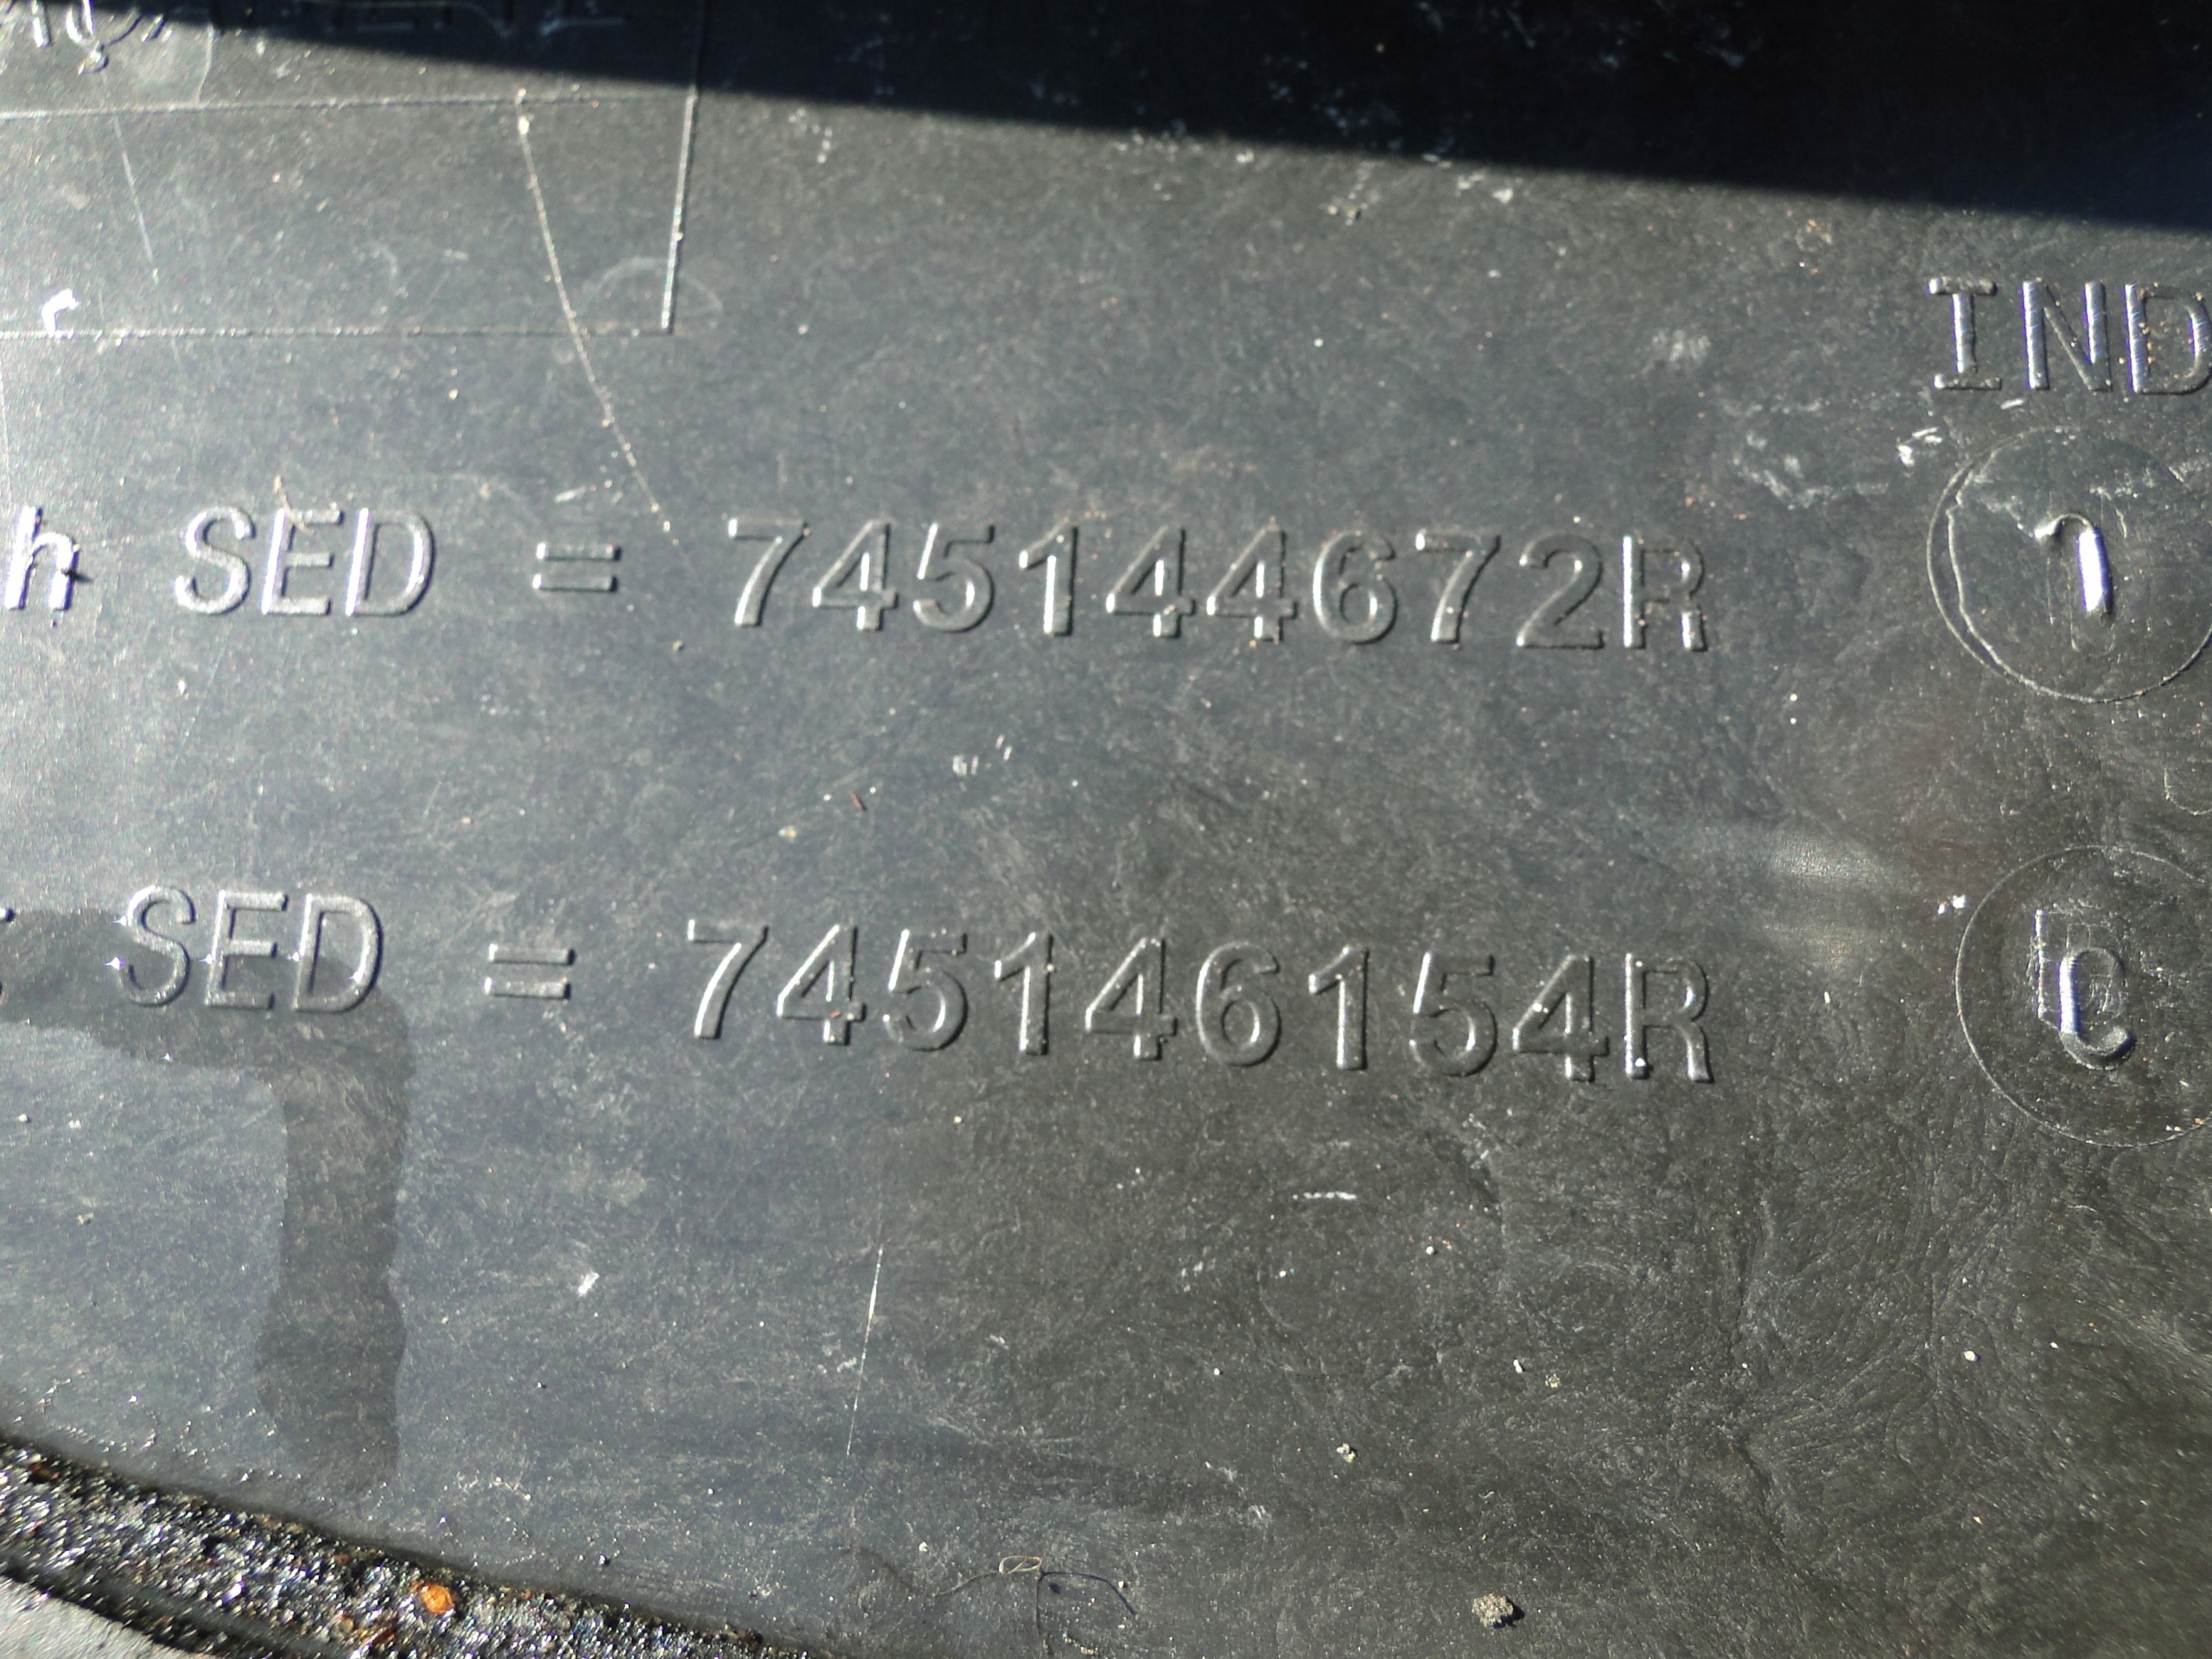 IND
h SED = 745144672R
SED = 745146154R